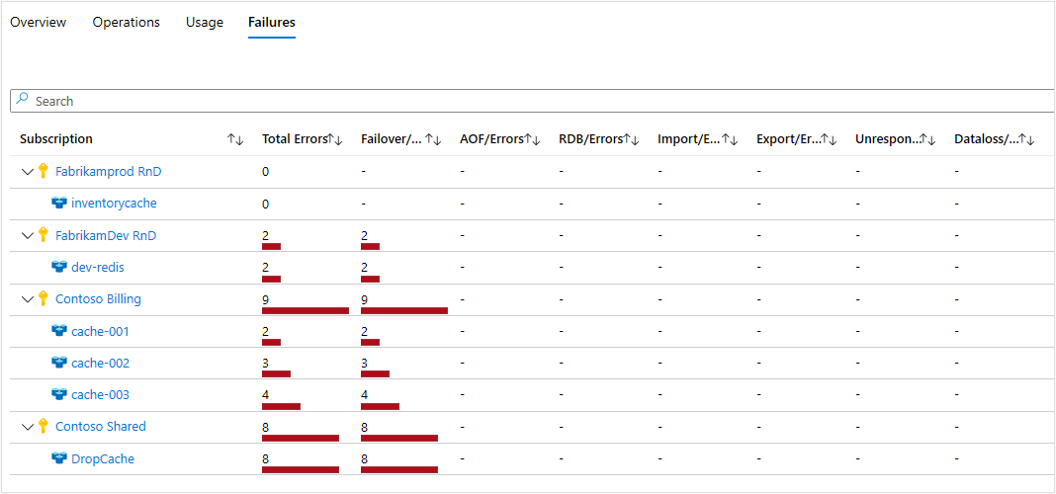 Overview Operations Usage Failures
Search
Subscription Total Errors Failover/... AOF/Errors RDB/Errors Import/E... Export/Er... Unrespon... Dataloss/...
Fabrikamprod RnD 0 - - - - - - -
inventorycache 0 - - - - - - -
FabrikamDev RnD 2 2 - - - - - -
dev-redis 2 2 - - - - - -
Contoso Billing 9 9 - - - - - -
cache-001 2 2 - - - - - -
cache-002 3 3 - - - - - -
cache-003 4 4 - - - - - -
Contoso Shared 8 8 - - - - - -
DropCache 8 8 - - - - - -